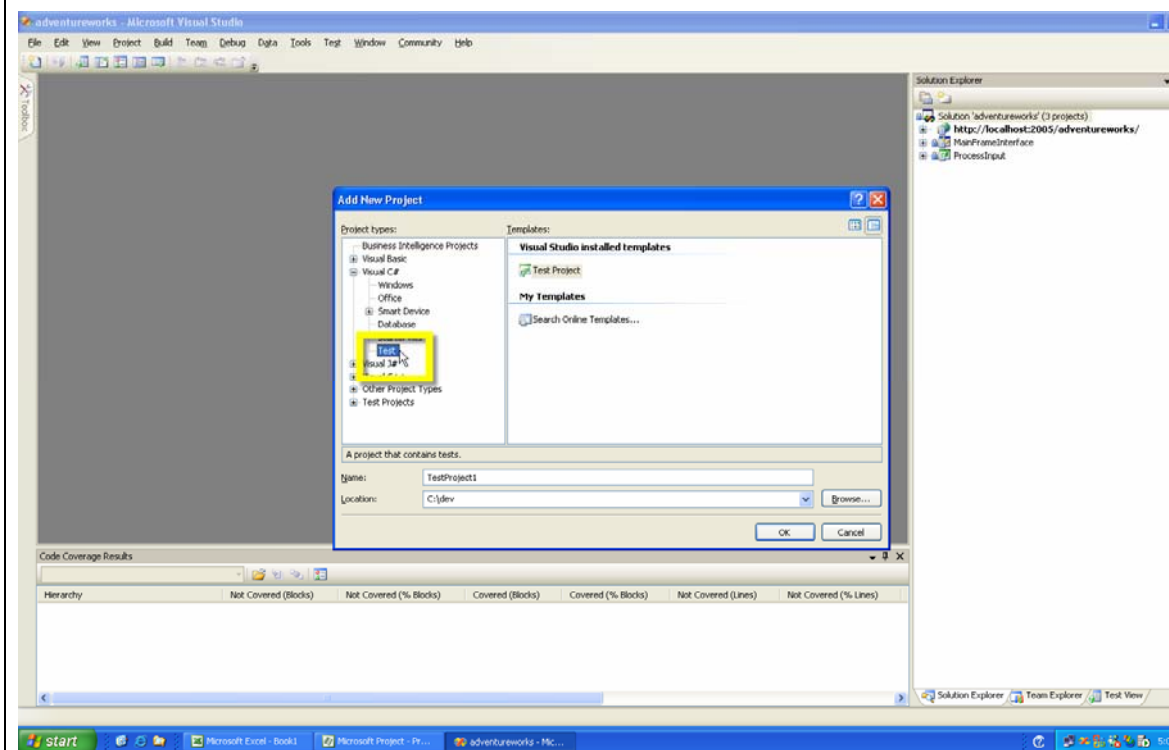 adventureworks - Microsoft Visual Studio
File Edit View Project Build Team Debug Data Tools Test Window Community Help
Toolbox
Solution Explorer
Solution 'adventureworks' (3 projects)
http://localhost:2005/adventureworks/
MainFrameInterface
ProcessInput
Add New Project
Project types:
Templates:
Business Intelligence Projects
Visual Basic
Visual C#
Windows
Office
Smart Device
Database
Test
Visual J#
Other Project Types
Test Projects
Visual Studio installed templates
Test Project
My Templates
Search Online Templates...
A project that contains tests.
Name: TestProject1
Location: C:\dev
Browse...
OK Cancel
Code Coverage Results
Hierarchy Not Covered (Blocks) Not Covered (% Blocks) Covered (Blocks) Covered (% Blocks) Not Covered (Lines) Not Covered (% Lines)
Solution Explorer Team Explorer Test View
start Microsoft Excel - Book1 Microsoft Project - Pr... adventureworks - Mic...